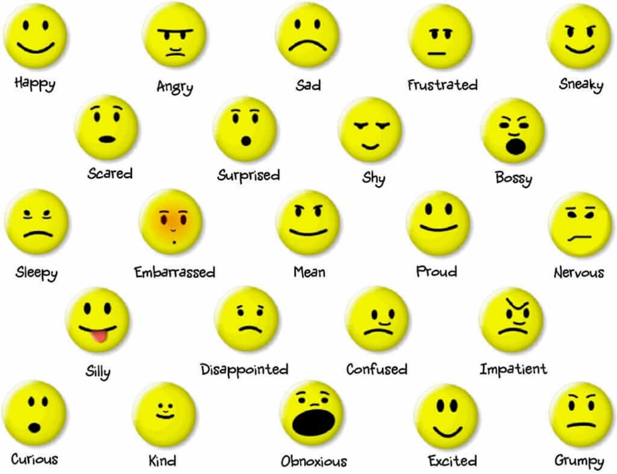 Happy Angry Sad Frustrated Sneaky
Scared Surprised Shy Bossy
Sleepy Embarrassed Mean Proud Nervous
Silly Disappointed Confused Impatient
Curious Kind Obnoxious Excited Grumpy